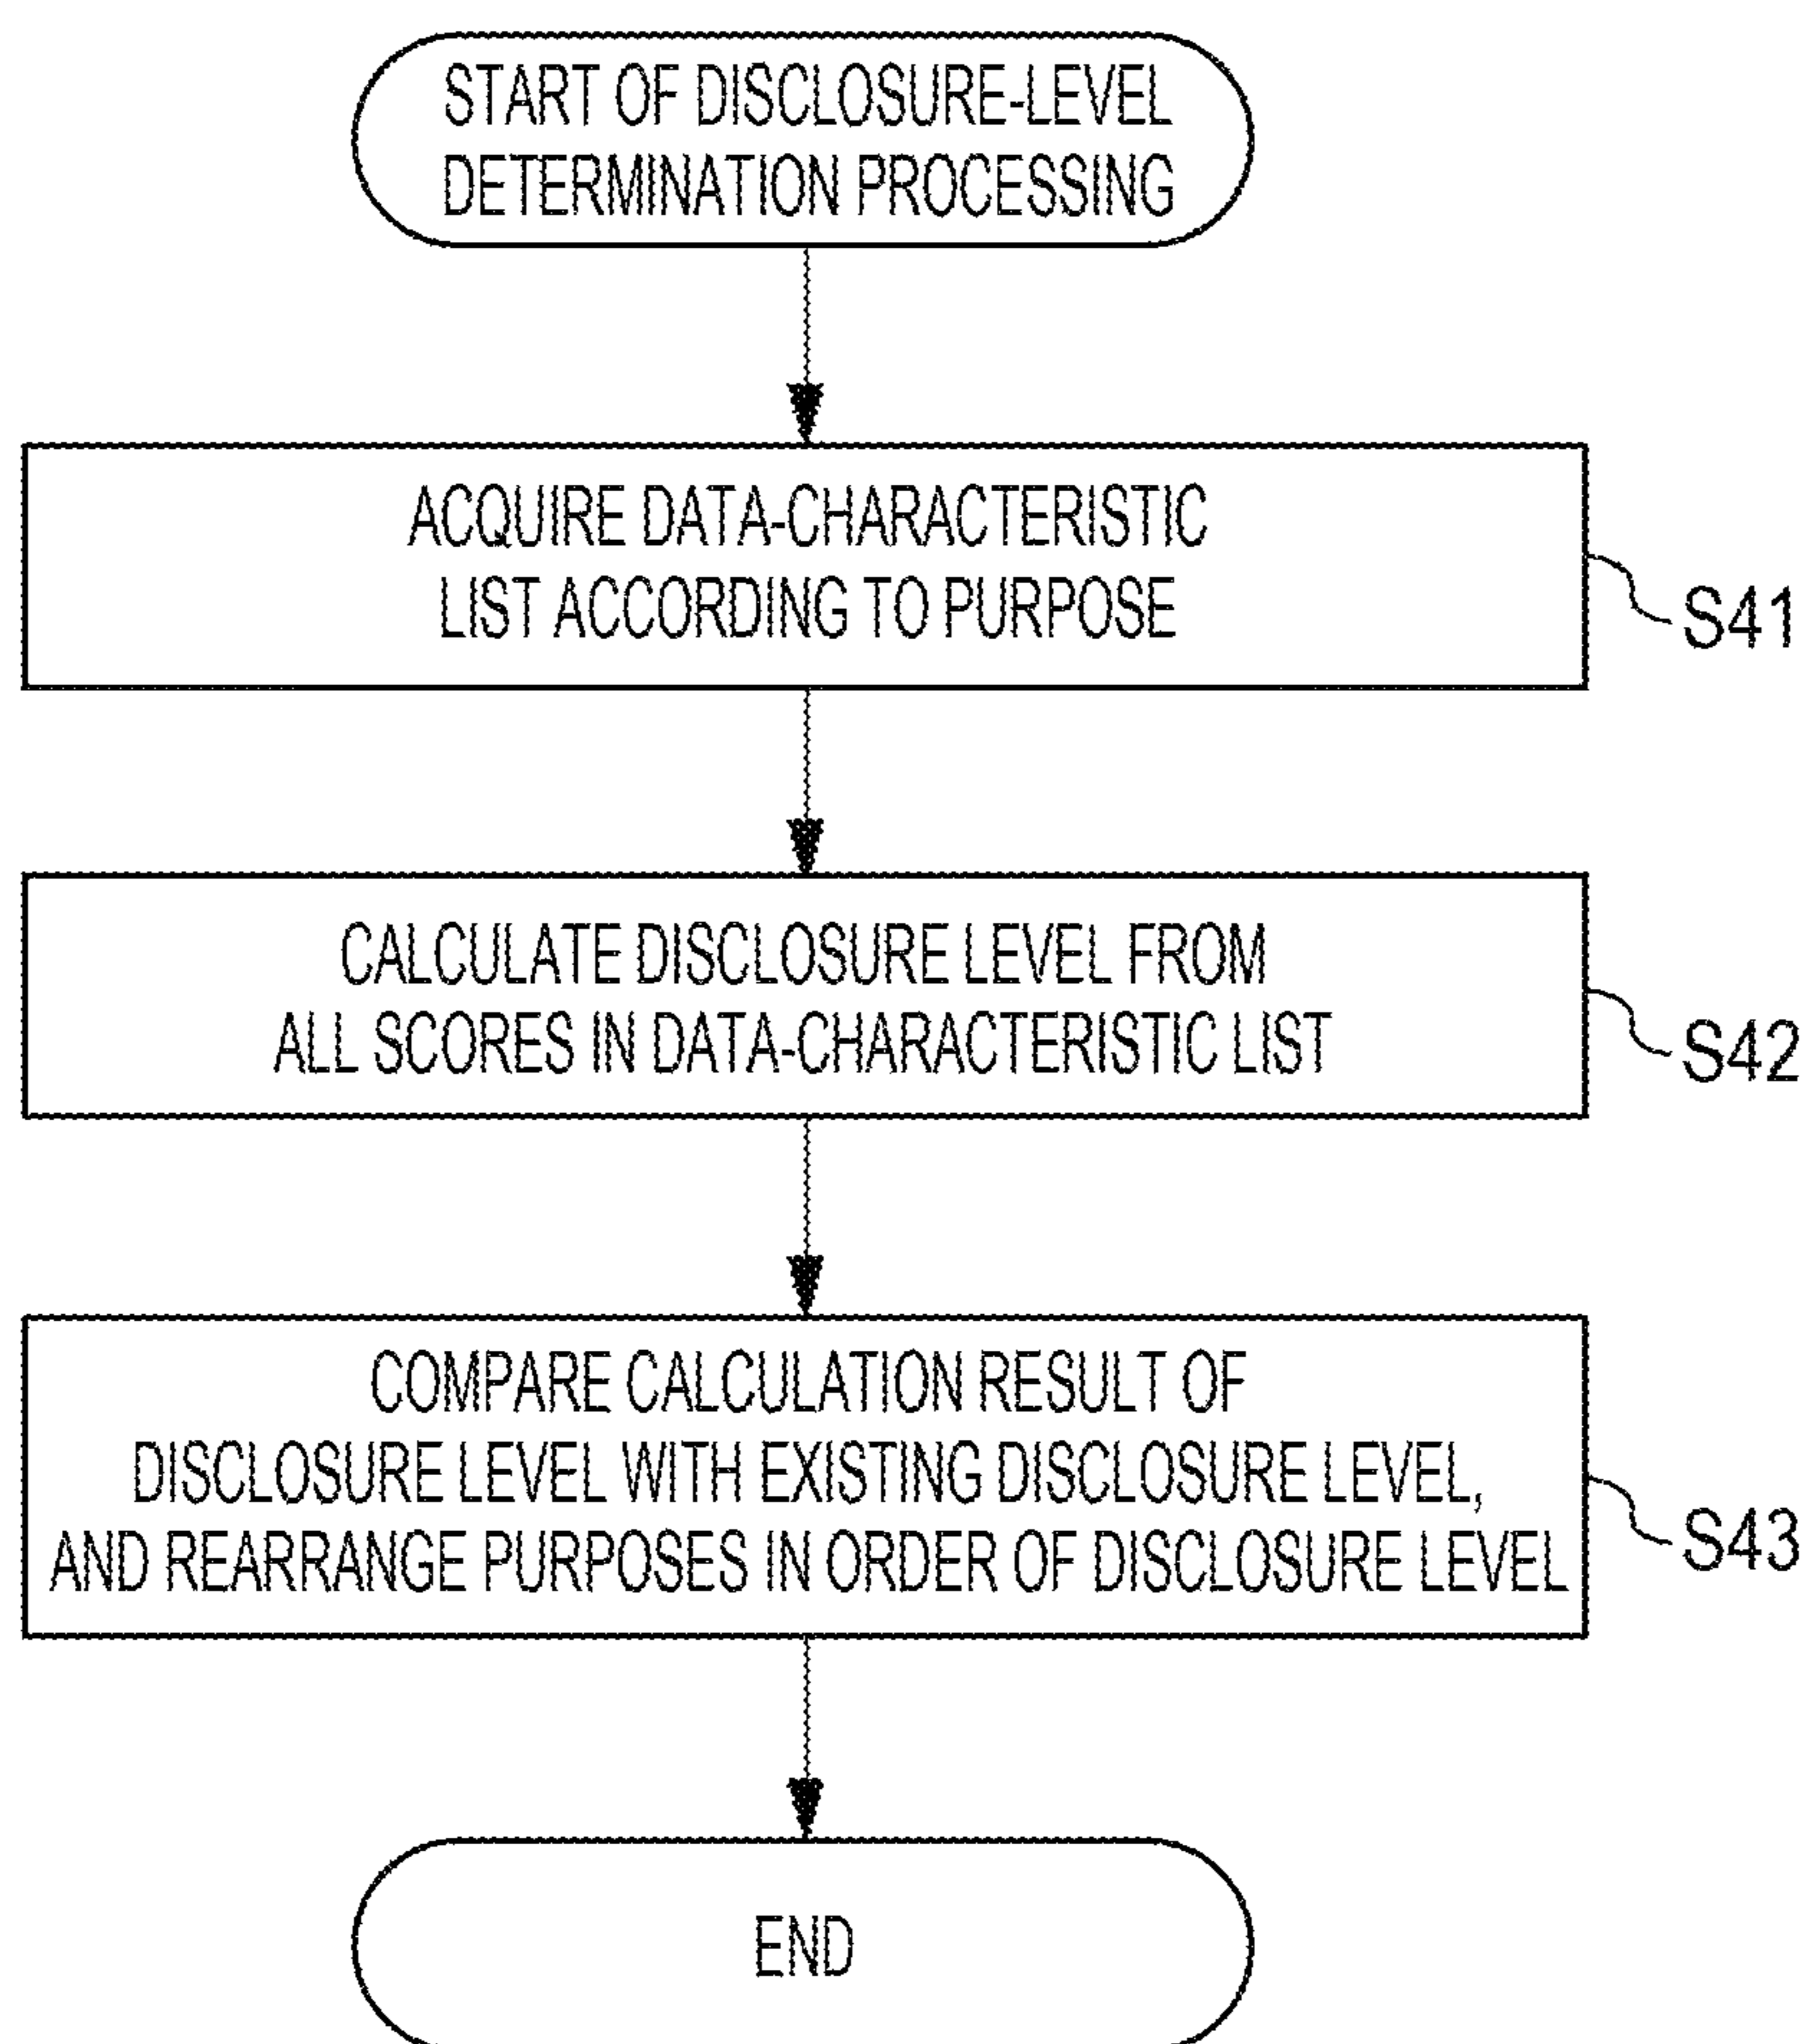 START OF DISCLOSURE-LEVEL
DETERMINATION PROCESSING
ACQUIRE DATA-CHARACTERISTIC
LIST ACCORDING TO PURPOSE
S41
CALCULATE DISCLOSURE LEVEL FROM
ALL SCORES IN DATA-CHARACTERISTIC LIST
S42
COMPARE CALCULATION RESULT OF
DISCLOSURE LEVEL WITH EXISTING DISCLOSURE LEVEL,
AND REARRANGE PURPOSES IN ORDER OF DISCLOSURE LEVEL
S43
END